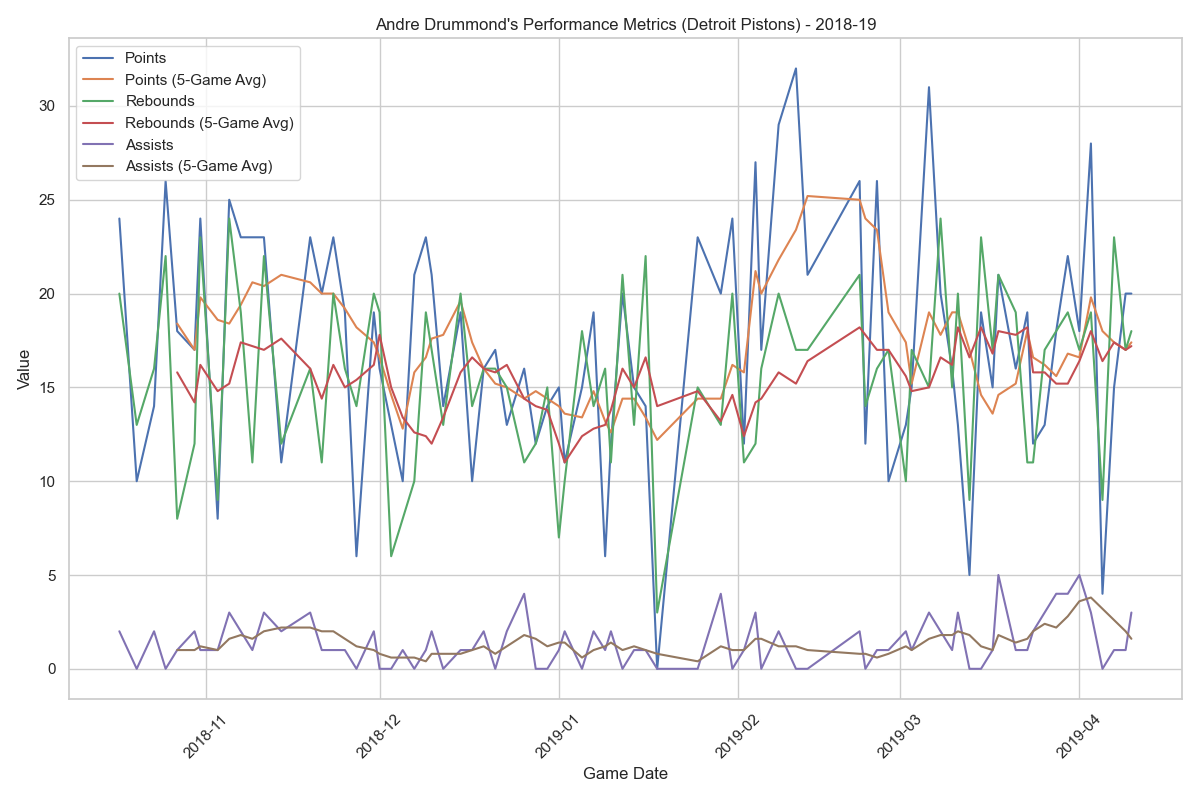 Andre Drummond's Performance Metrics (Detroit Pistons) - 2018-19
Points
Points (5-Game Avg)
Rebounds
Rebounds (5-Game Avg)
Assists
Assists (5-Game Avg)
Value
30
25
20
15
10
5
0
2018-11
2018-12
2019-01
2019-02
2019-03
2019-04
Game Date